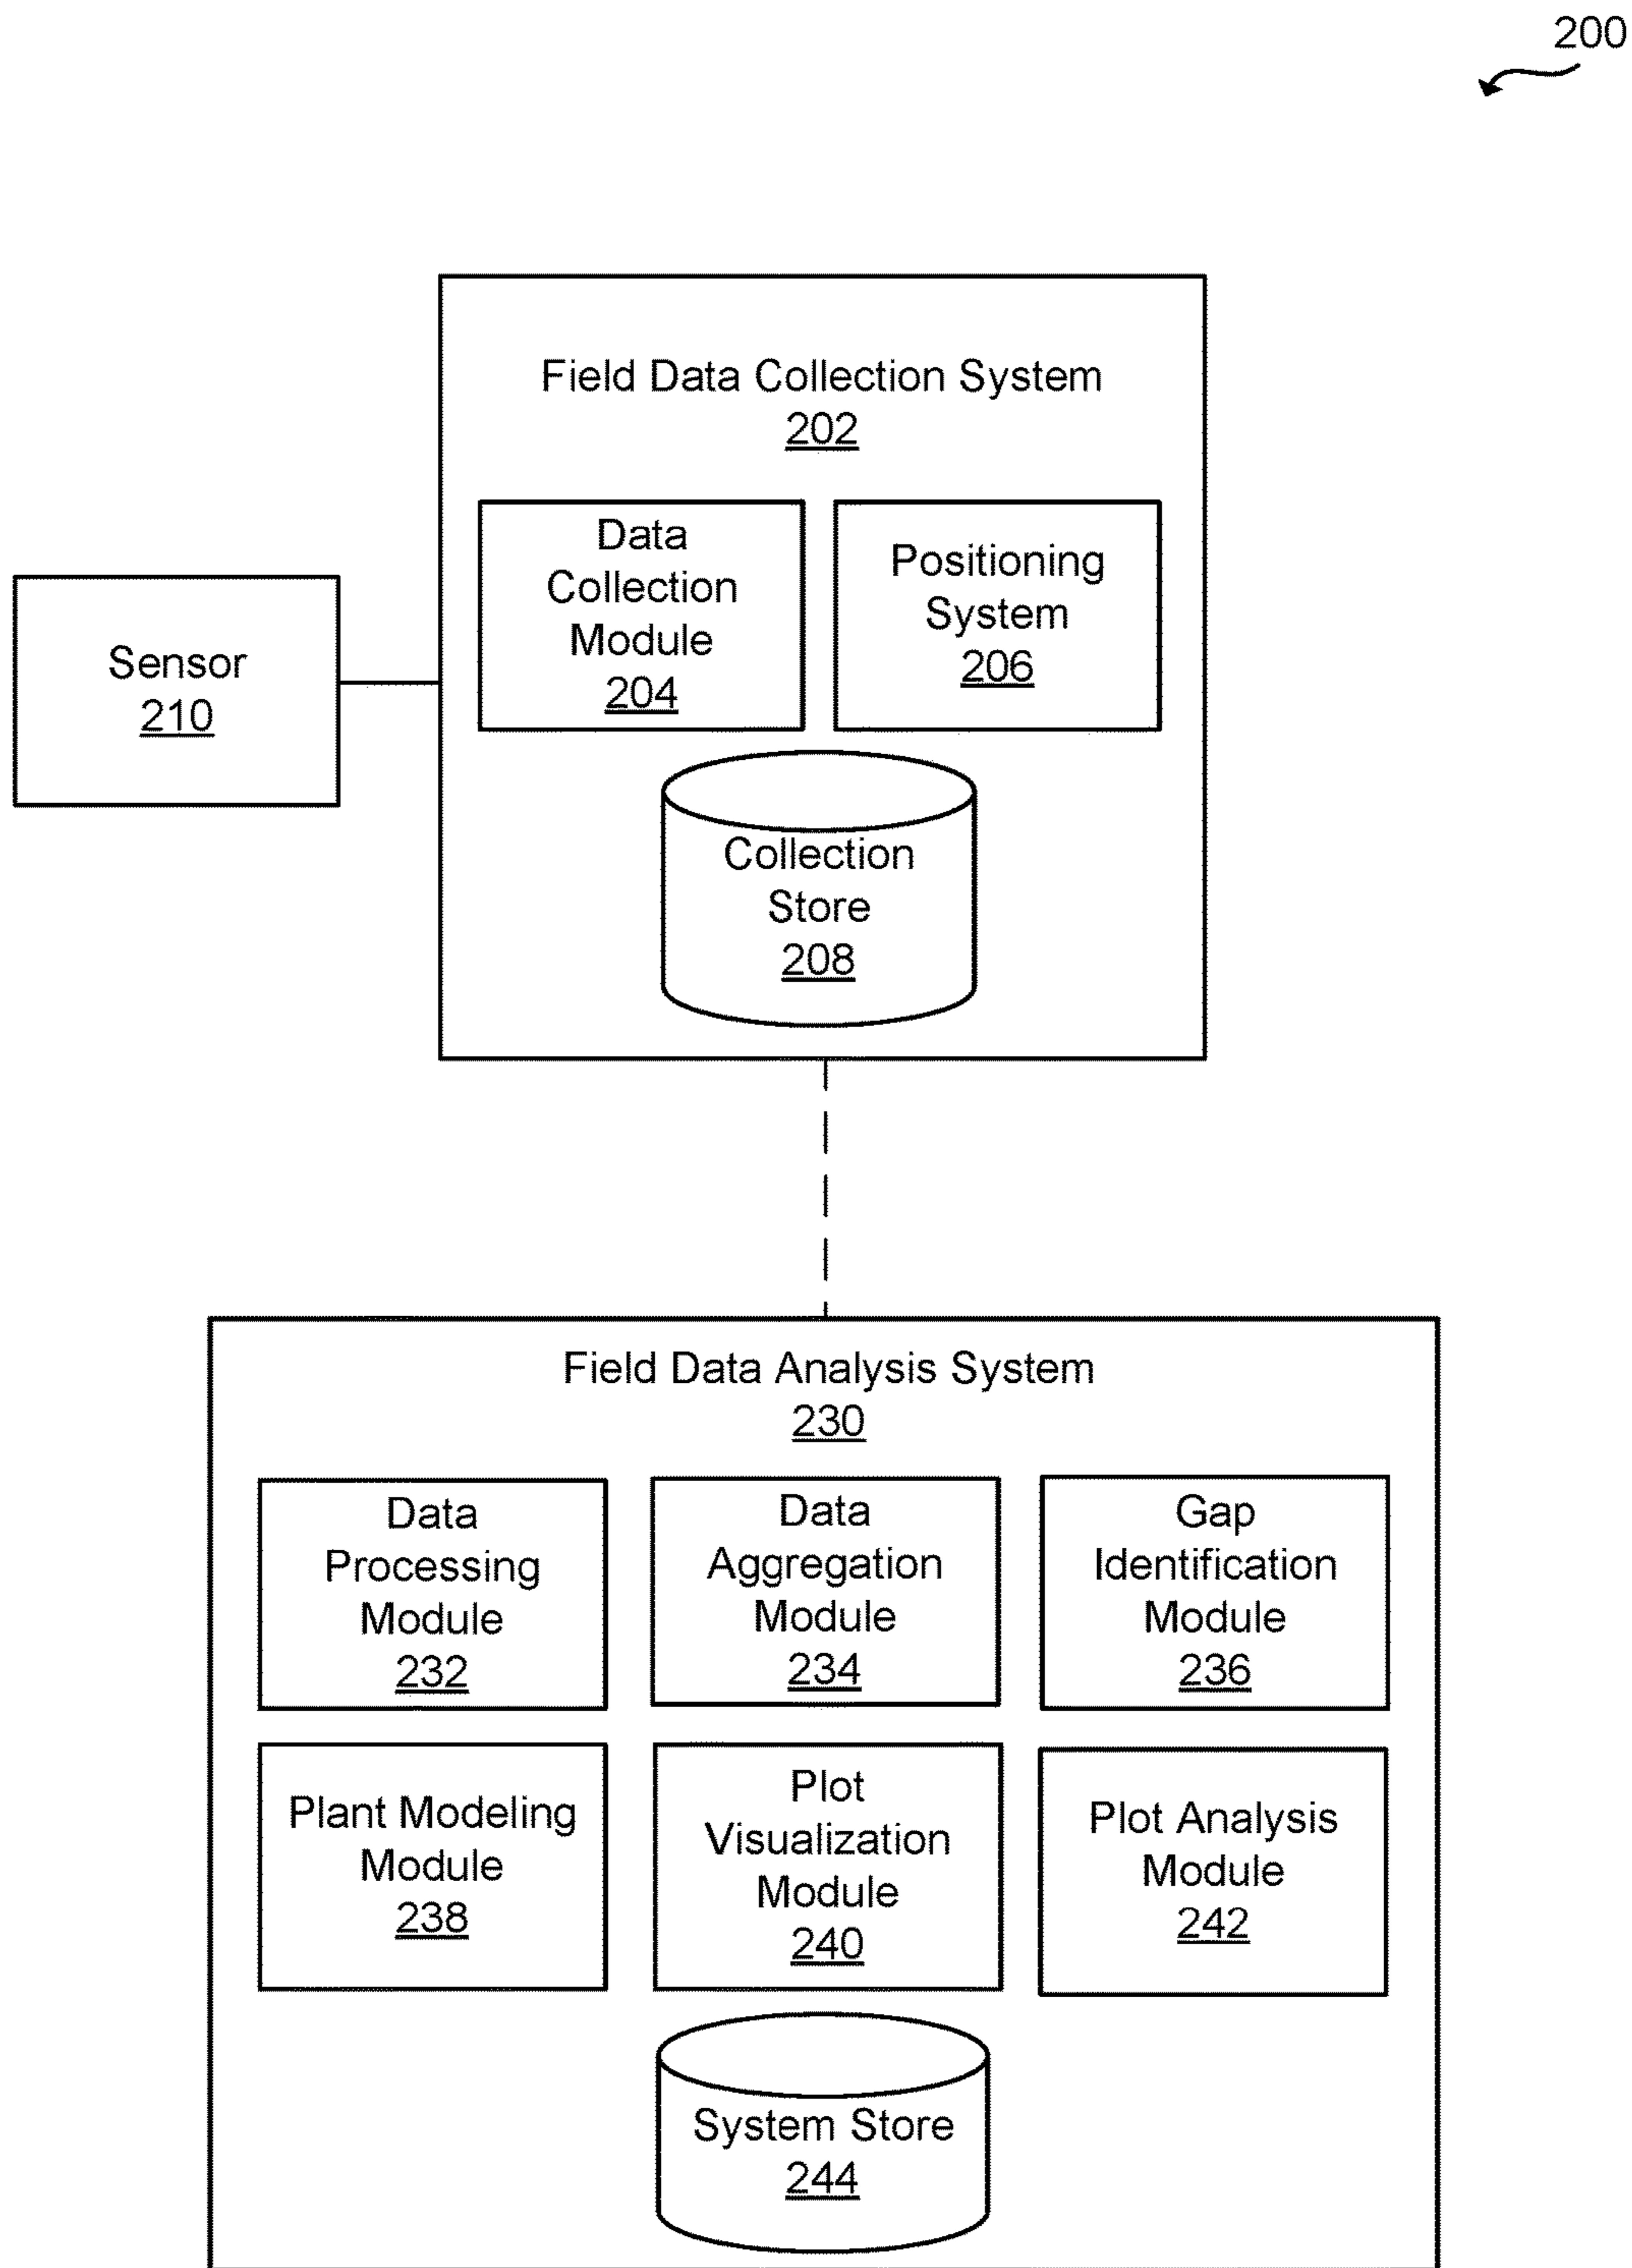 200
Field Data Collection System
202
Data
Collection
Module
204
Positioning
System
206
Sensor
210
Collection
Store
208
Field Data Analysis System
230
Data
Processing
Module
232
Data
Aggregation
Module
234
Gap
Identification
Module
236
Plant Modeling
Module
238
Plot
Visualization
Module
240
Plot Analysis
Module
242
System Store
244